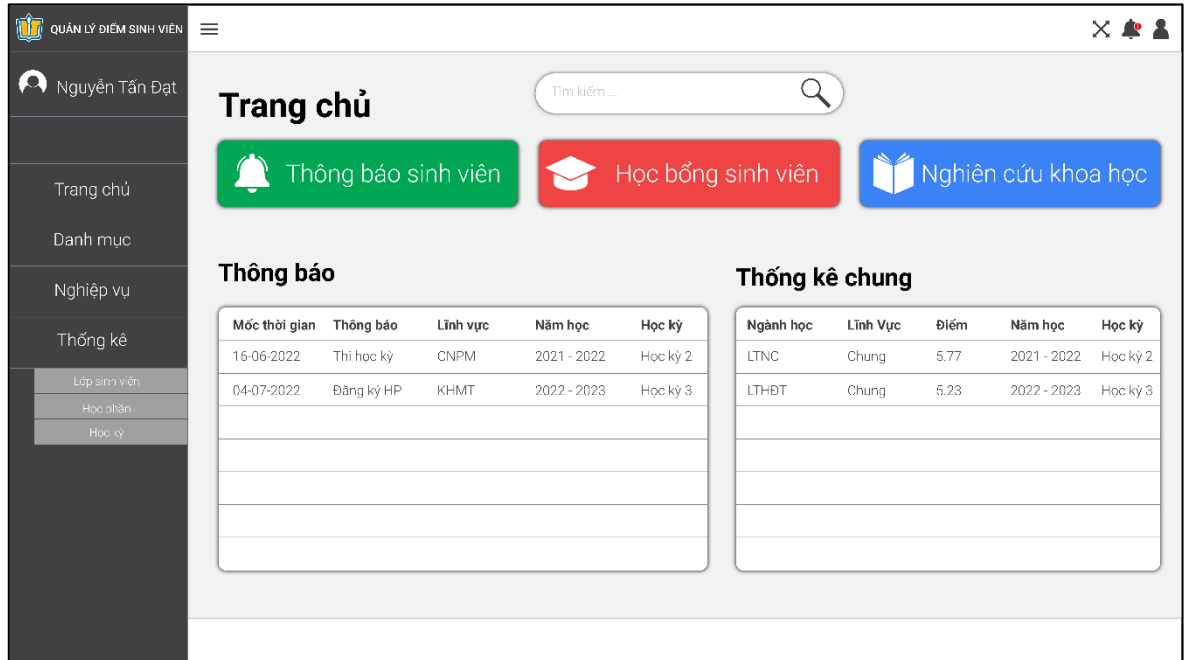 QUẢN LÝ ĐIỂM SINH VIÊN
Nguyễn Tấn Đạt
Trang chủ
Danh mục
Nghiệp vụ
Thống kê
Lớp sinh viên
Học phần
Học kỳ
Trang chủ
Tìm kiếm ...
Thông báo sinh viên
Học bổng sinh viên
Nghiên cứu khoa học
Thông báo
Mốc thời gian Thông báo Lĩnh vực Năm học Học kỳ
16-06-2022 Thi học kỳ CNPM 2021 - 2022 Học kỳ 2
04-07-2022 Đăng ký HP KHMT 2022 - 2023 Học kỳ 3
Thống kê chung
Ngành học Lĩnh Vực Điểm Năm học Học kỳ
LTNC Chung 5.77 2021 - 2022 Học kỳ 2
LTHĐT Chung 5.23 2022 - 2023 Học kỳ 3